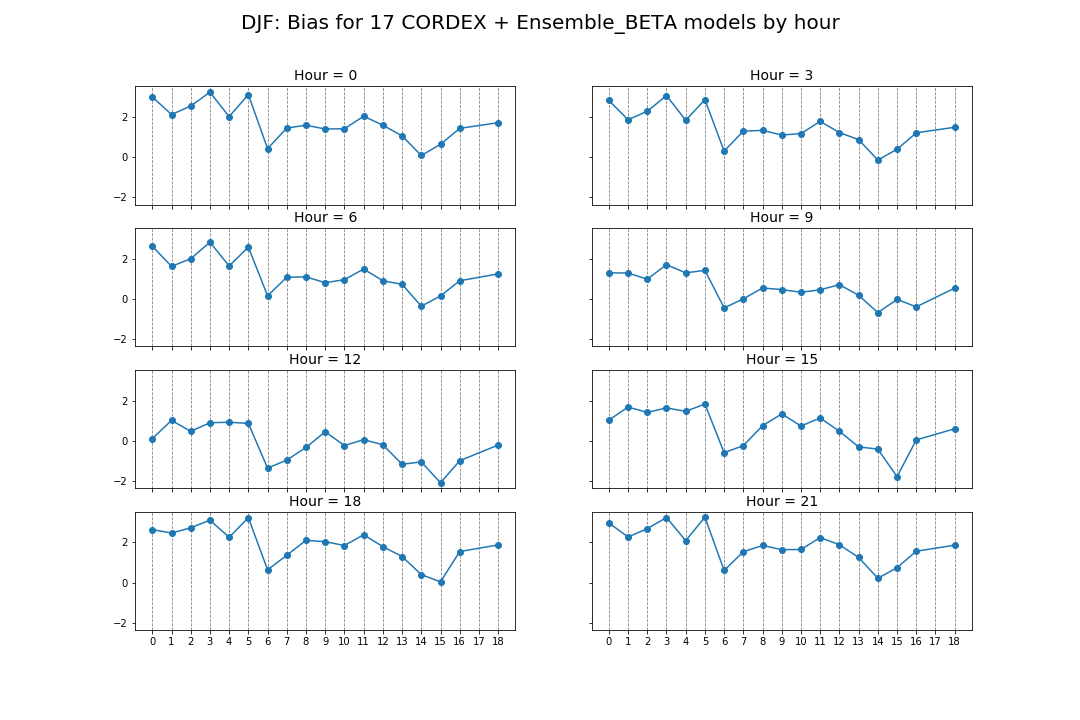 DJF: Bias for 17 CORDEX + Ensemble_BETA models by hour
Hour = 0
Hour = 3
2
0
−2
Hour = 6
Hour = 9
2
0
−2
Hour = 12
Hour = 15
2
0
−2
Hour = 18
Hour = 21
2
0
−2
0 1 2 3 4 5 6 7 8 9 10 11 12 13 14 15 16 17 18
0 1 2 3 4 5 6 7 8 9 10 11 12 13 14 15 16 17 18